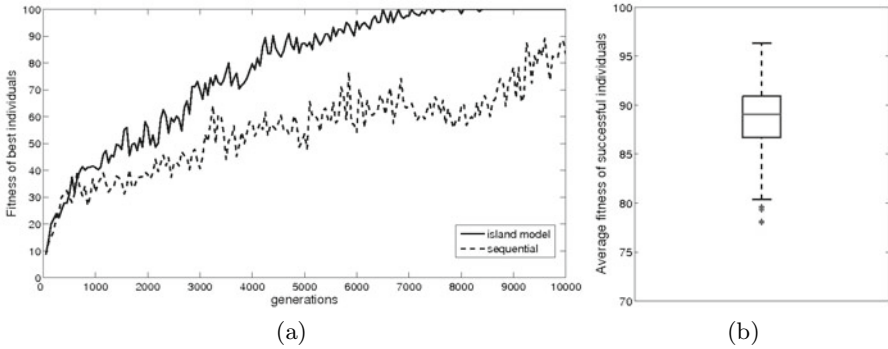 Fitness of best individuals
100
90
80
70
60
50
40
30
20
10
0
0 1000 2000 3000 4000 5000 6000 7000 8000 9000 10000
generations
island model
sequential
(a)
Average fitness of successful individuals
100
95
90
85
80
75
70
(b)